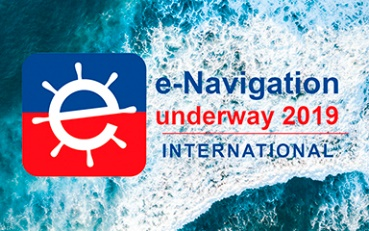 e-Navigation
underway 2019
INTERNATIONAL